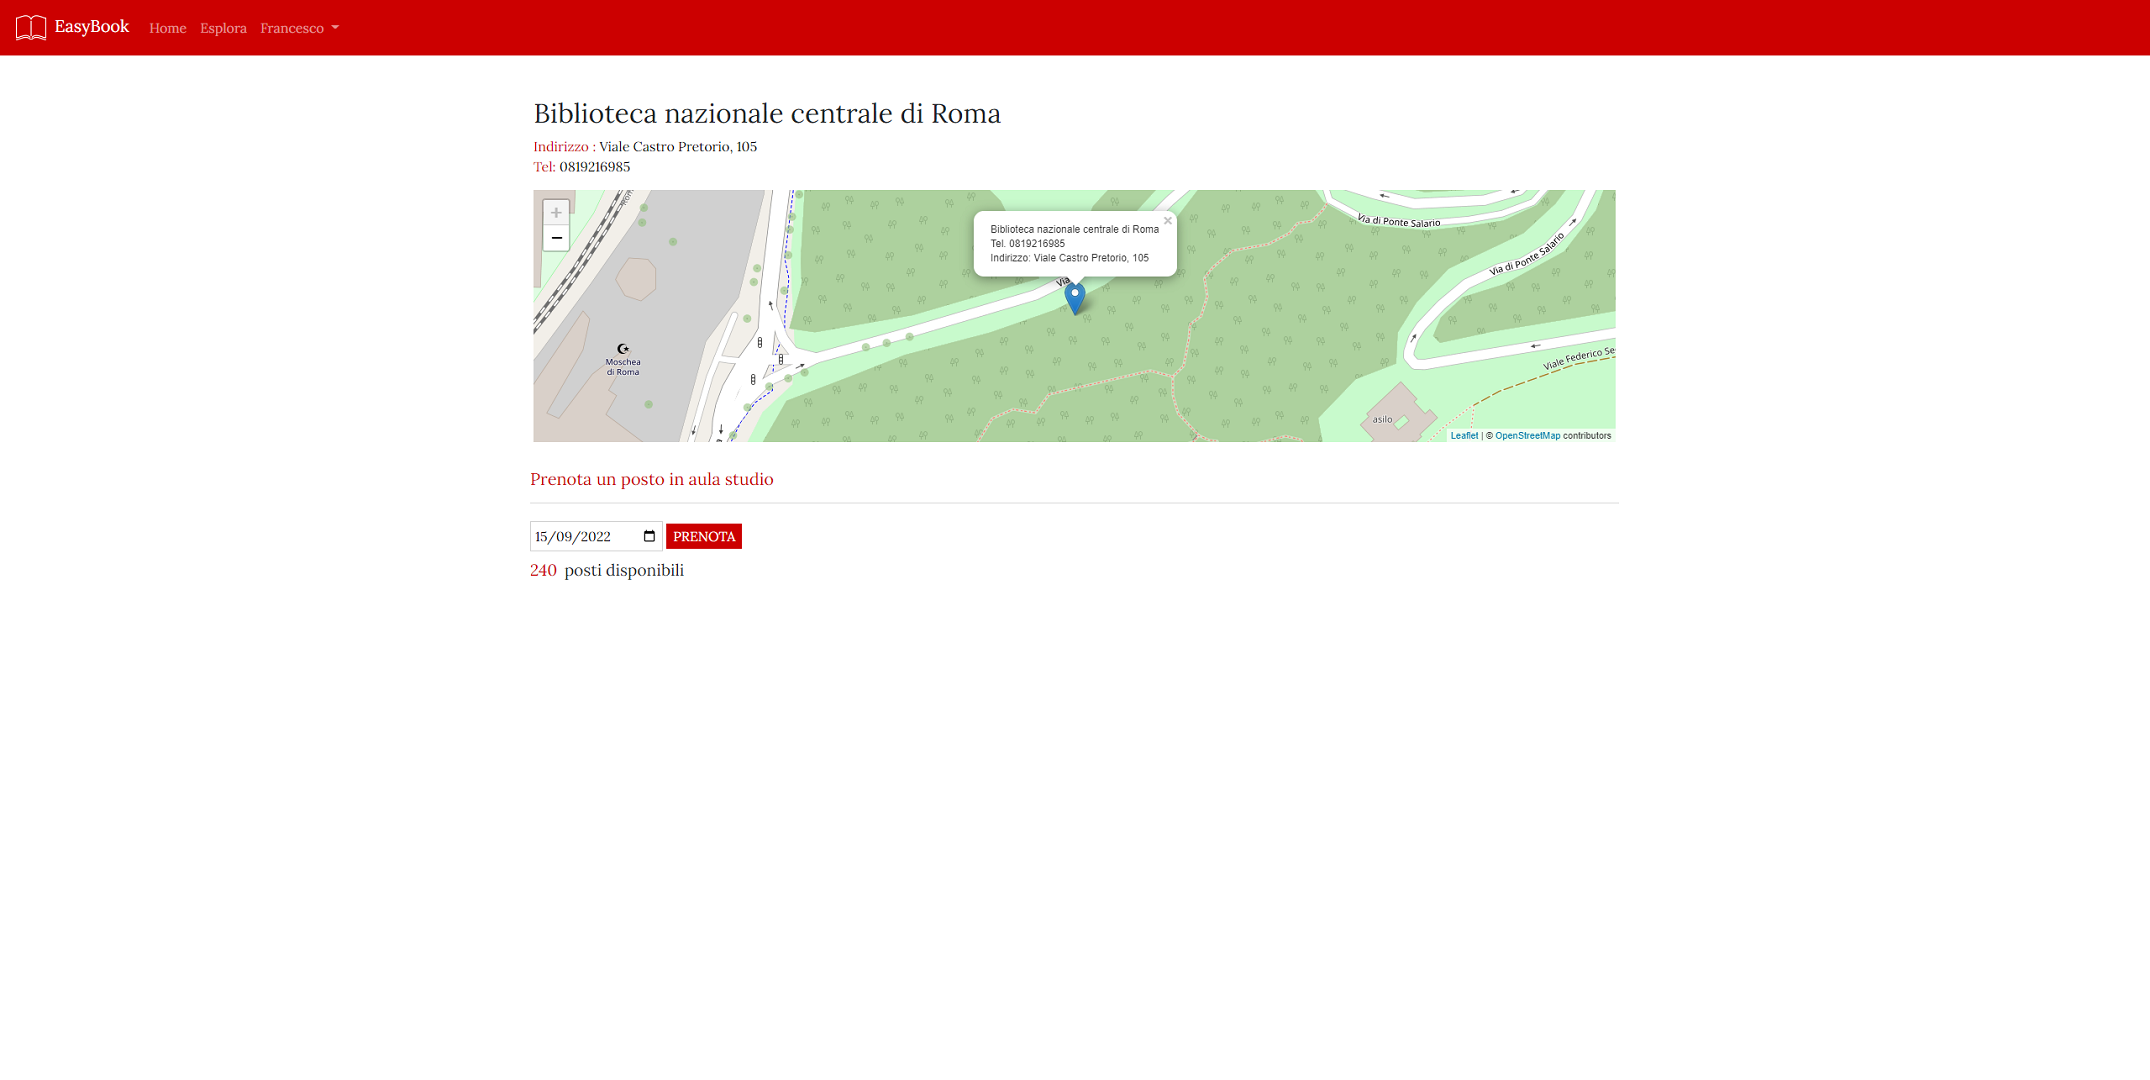 EasyBook
Home
Esplora
Francesco
Biblioteca nazionale centrale di Roma
Indirizzo : Viale Castro Pretorio, 105
Tel: 0819216985
+
−
Biblioteca nazionale centrale di Roma
×
Tel. 0819216985
Indirizzo: Viale Castro Pretorio, 105
Via di Ponte Salario
Via di Ponte Salario
Via
Moschea
di Roma
Viale Federico Se
asilo
Leaflet | © OpenStreetMap contributors
Prenota un posto in aula studio
15/09/2022
PRENOTA
240 posti disponibili